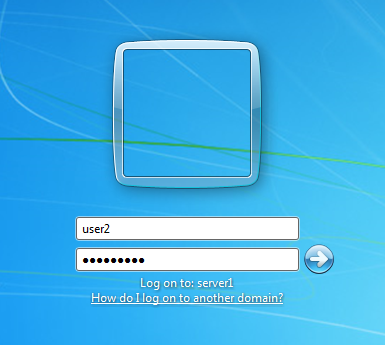 user2
●●●●●●●●●
Log on to: server1
How do I log on to another domain?